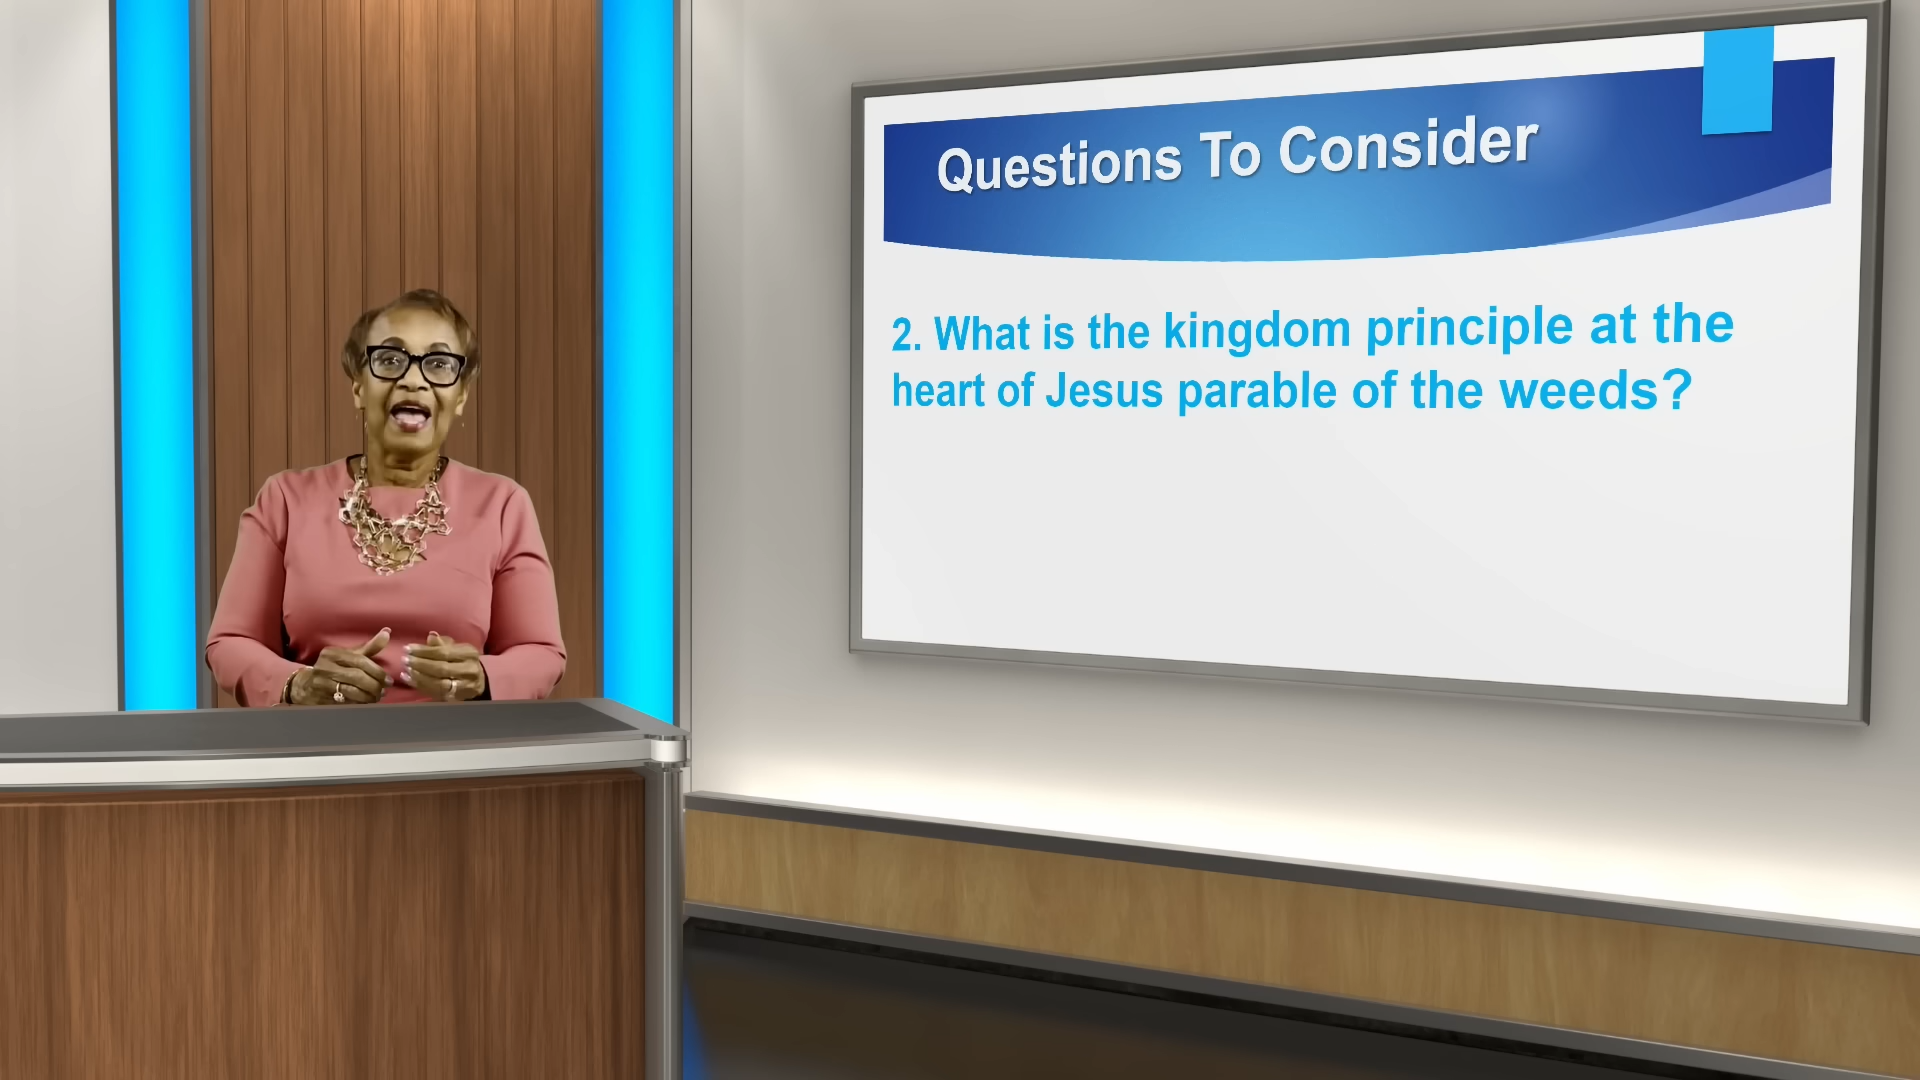 Questions To Consider
2. What is the kingdom principle at the
heart of Jesus parable of the weeds?